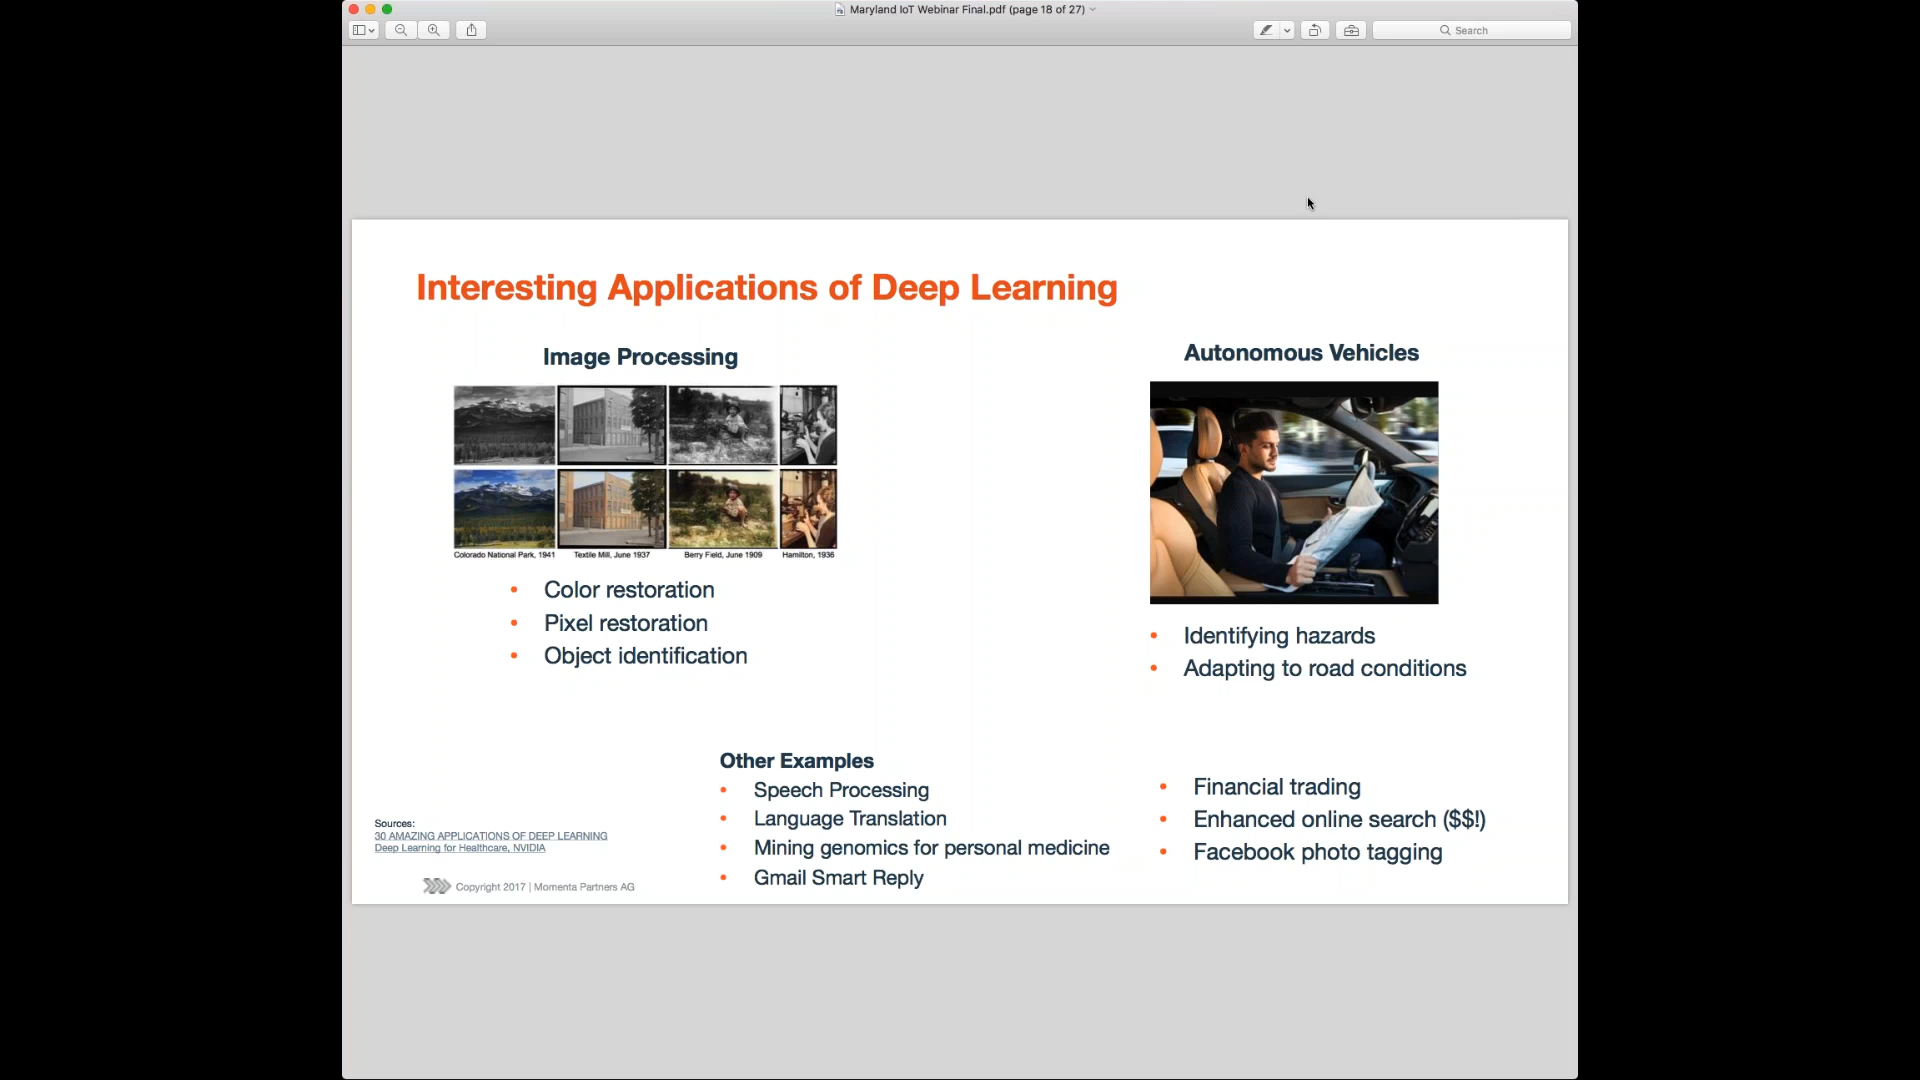 Maryland IoT Webinar Final.pdf (page 18 of 27)
Search
Interesting Applications of Deep Learning
Image Processing
Colorado National Park, 1941 Textile Mill, June 1937 Berry Field, June 1909 Hamilton, 1936
• Color restoration
• Pixel restoration
• Object identification
Autonomous Vehicles
• Identifying hazards
• Adapting to road conditions
Other Examples
• Speech Processing
• Language Translation
• Mining genomics for personal medicine
• Gmail Smart Reply
• Financial trading
• Enhanced online search ($$!)
• Facebook photo tagging
Sources:
30 AMAZING APPLICATIONS OF DEEP LEARNING
Deep Learning for Healthcare, NVIDIA
Copyright 2017 | Momenta Partners AG